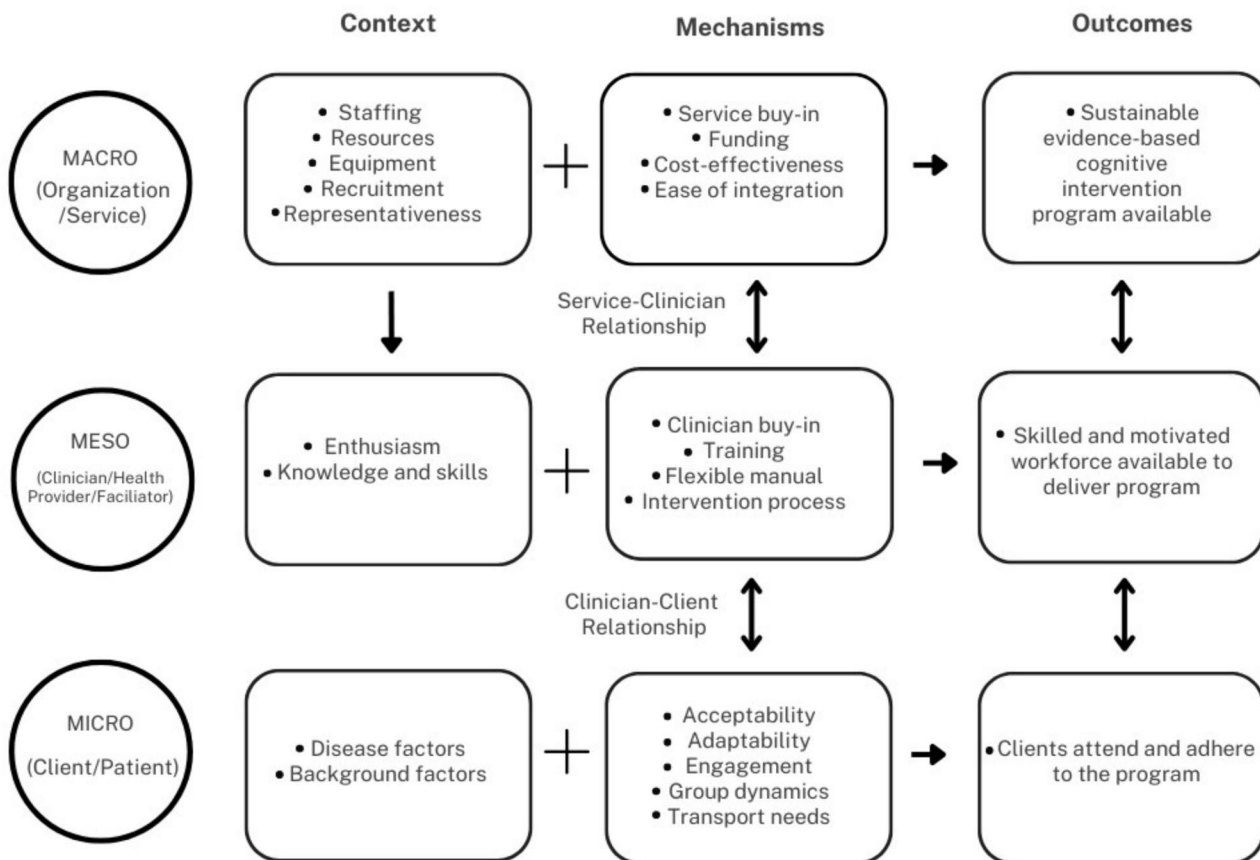 Context
Mechanisms
Outcomes
MACRO
(Organization
/Service)
• Staffing
• Resources
• Equipment
• Recruitment
• Representativeness
• Service buy-in
• Funding
• Cost-effectiveness
• Ease of integration
• Sustainable
evidence-based
cognitive
intervention
program available
Service-Clinician
Relationship
MESO
(Clinician/Health
Provider/Faciliator)
• Enthusiasm
• Knowledge and skills
• Clinician buy-in
• Training
• Flexible manual
• Intervention process
• Skilled and motivated
workforce available to
deliver program
Clinician-Client
Relationship
MICRO
(Client/Patient)
• Disease factors
• Background factors
• Acceptability
• Adaptability
• Engagement
• Group dynamics
• Transport needs
• Clients attend and adhere
to the program